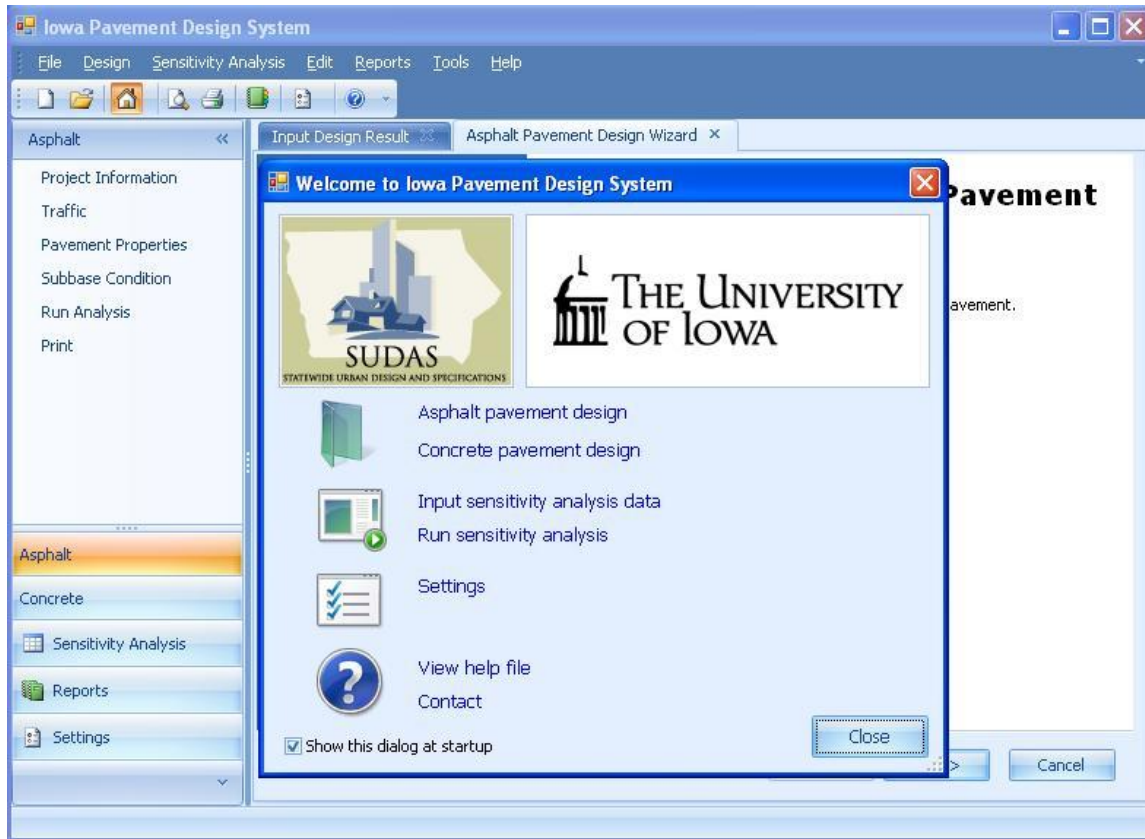 Iowa Pavement Design System
File Design Sensitivity Analysis Edit Reports Tools Help
Asphalt
Input Design Result
Asphalt Pavement Design Wizard
Project Information
Traffic
Pavement Properties
Subbase Condition
Run Analysis
Print
Asphalt
Concrete
Sensitivity Analysis
Reports
Settings
Pavement
avement.
Welcome to Iowa Pavement Design System
SUDAS
STATEWIDE URBAN DESIGN AND SPECIFICATIONS
THE UNIVERSITY
OF IOWA
Asphalt pavement design
Concrete pavement design
Input sensitivity analysis data
Run sensitivity analysis
Settings
View help file
Contact
Show this dialog at startup
Close
>
Cancel